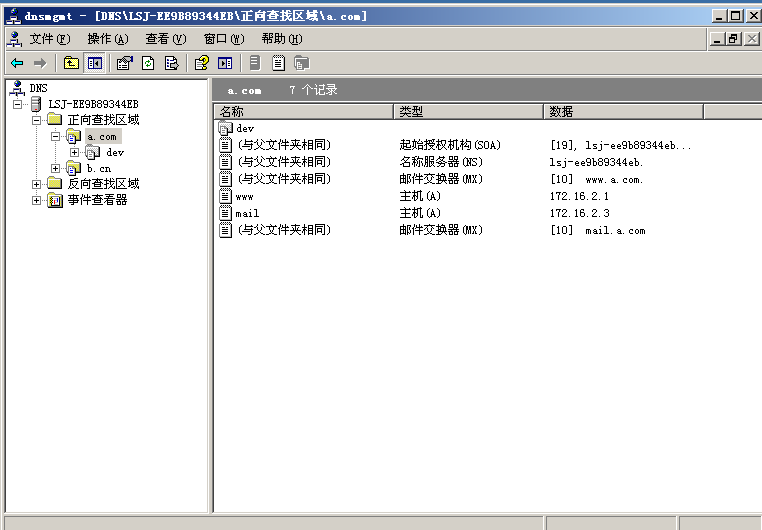 dnsmgmt - [DNS\LSJ-EE9B89344EB\正向查找区域\a.com]
文件(F) 操作(A) 查看(V) 窗口(W) 帮助(H)
DNS
LSJ-EE9B89344EB
正向查找区域
a.com
dev
b.cn
反向查找区域
事件查看器
a.com 7 个记录
名称 类型 数据
dev
(与父文件夹相同) 起始授权机构(SOA) [19], lsj-ee9b89344eb...
(与父文件夹相同) 名称服务器(NS) lsj-ee9b89344eb.
(与父文件夹相同) 邮件交换器(MX) [10] www.a.com.
www 主机(A) 172.16.2.1
mail 主机(A) 172.16.2.3
(与父文件夹相同) 邮件交换器(MX) [10] mail.a.com